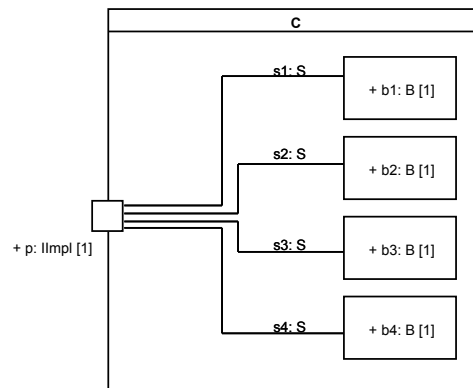 C
s1: S
+ b1: B [1]
s2: S
+ b2: B [1]
+ p: IImpl [1]
s3: S
+ b3: B [1]
s4: S
+ b4: B [1]